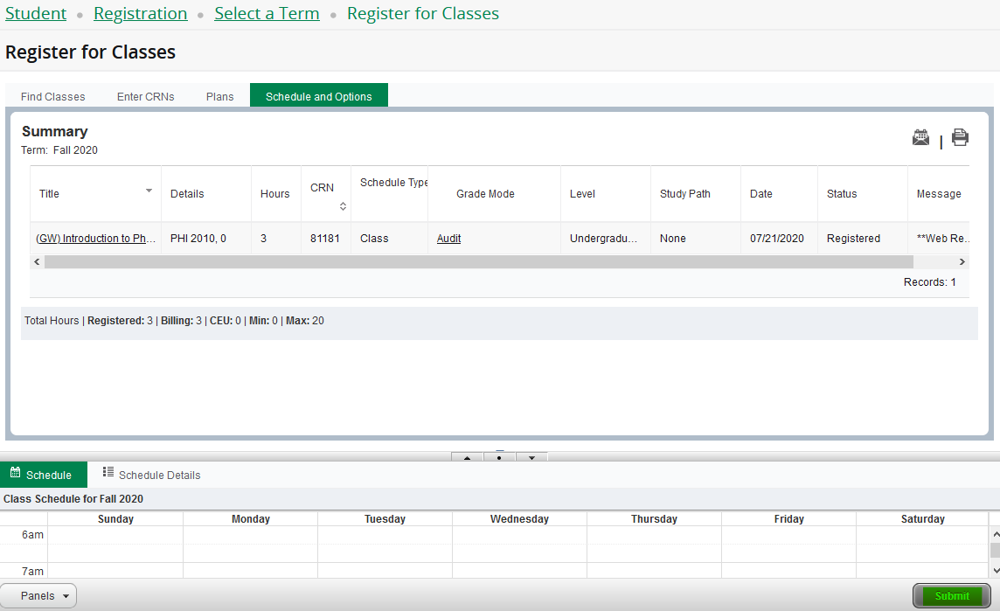 Student • Registration • Select a Term • Register for Classes
Register for Classes
Find Classes Enter CRNs Plans Schedule and Options
Summary
Term: Fall 2020
|
Title Details Hours CRN Schedule Type Grade Mode Level Study Path Date Status Message
(GW) Introduction to Ph... PHI 2010, 0 3 81181 Class Audit Undergradu... None 07/21/2020 Registered **Web Re...
Records: 1
Total Hours | Registered: 3 | Billing: 3 | CEU: 0 | Min: 0 | Max: 20
Schedule Schedule Details
Class Schedule for Fall 2020
Sunday Monday Tuesday Wednesday Thursday Friday Saturday
6am
7am
Panels Submit